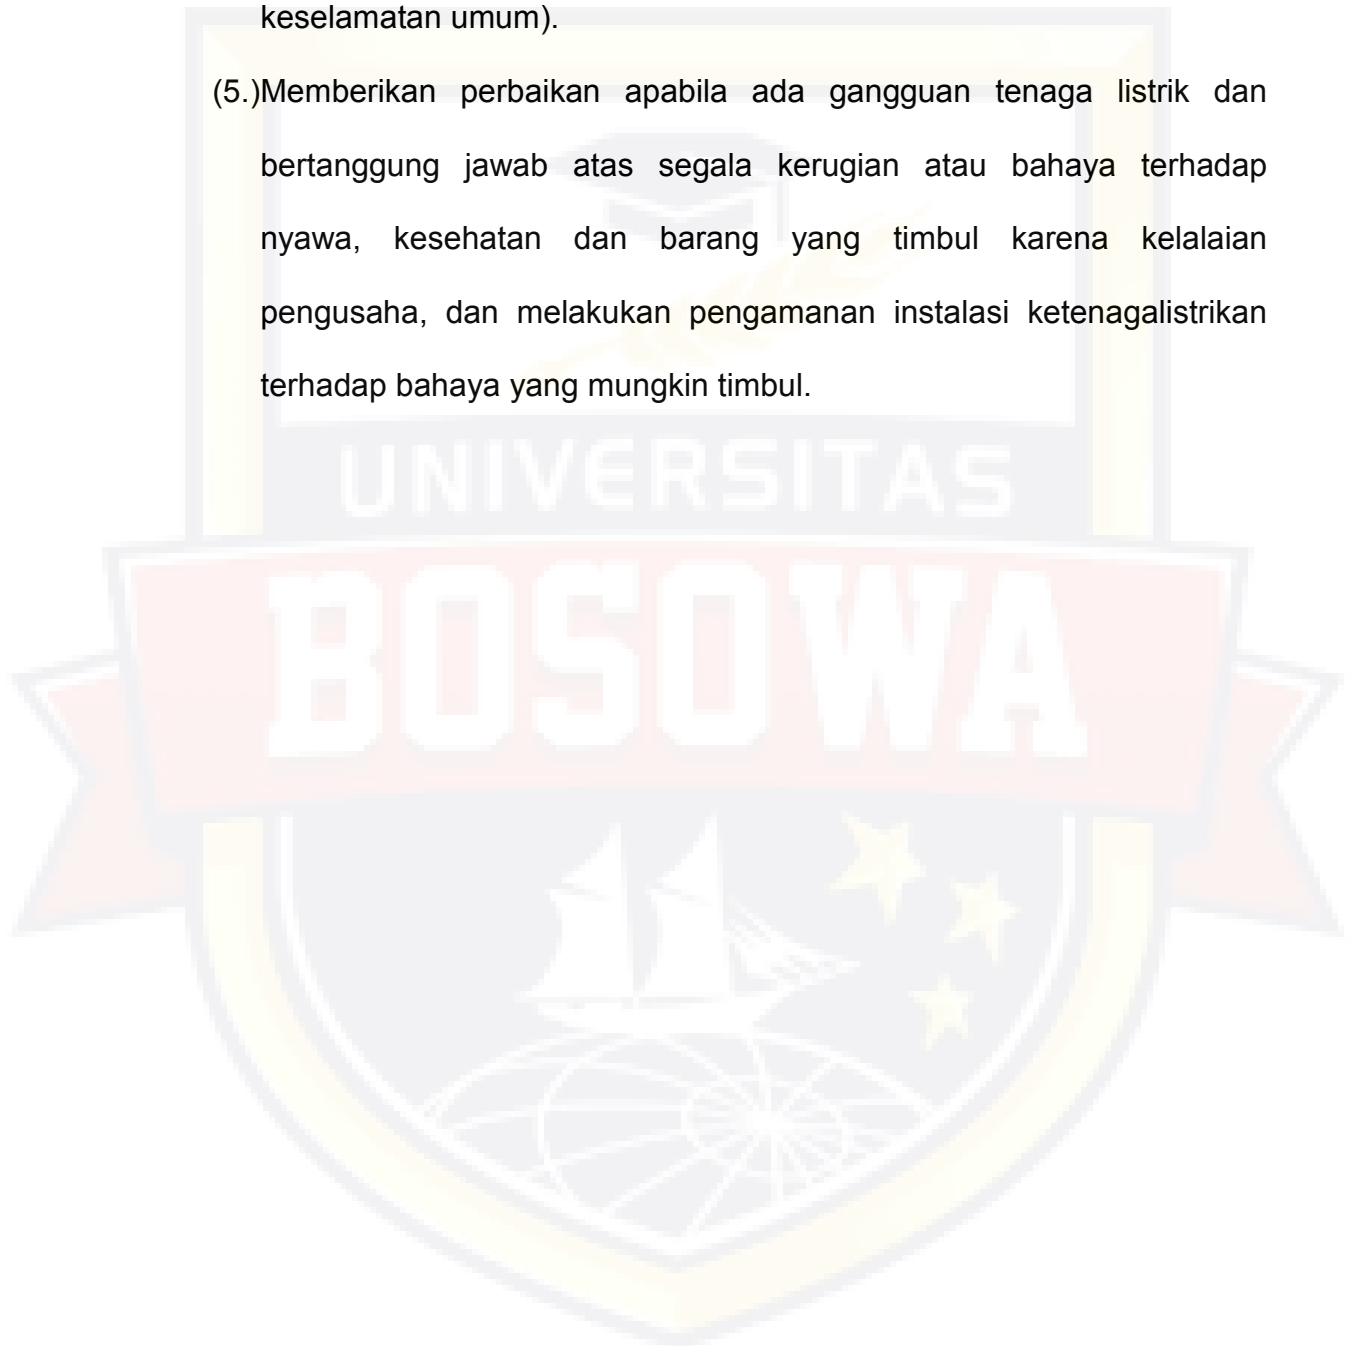 keselamatan umum).
(5.)Memberikan perbaikan apabila ada gangguan tenaga listrik dan
bertanggung jawab atas segala kerugian atau bahaya terhadap
nyawa, kesehatan dan barang yang timbul karena kelalaian
pengusaha, dan melakukan pengamanan instalasi ketenagalistrikan
terhadap bahaya yang mungkin timbul.
UNIVERSITAS
BOSOWA